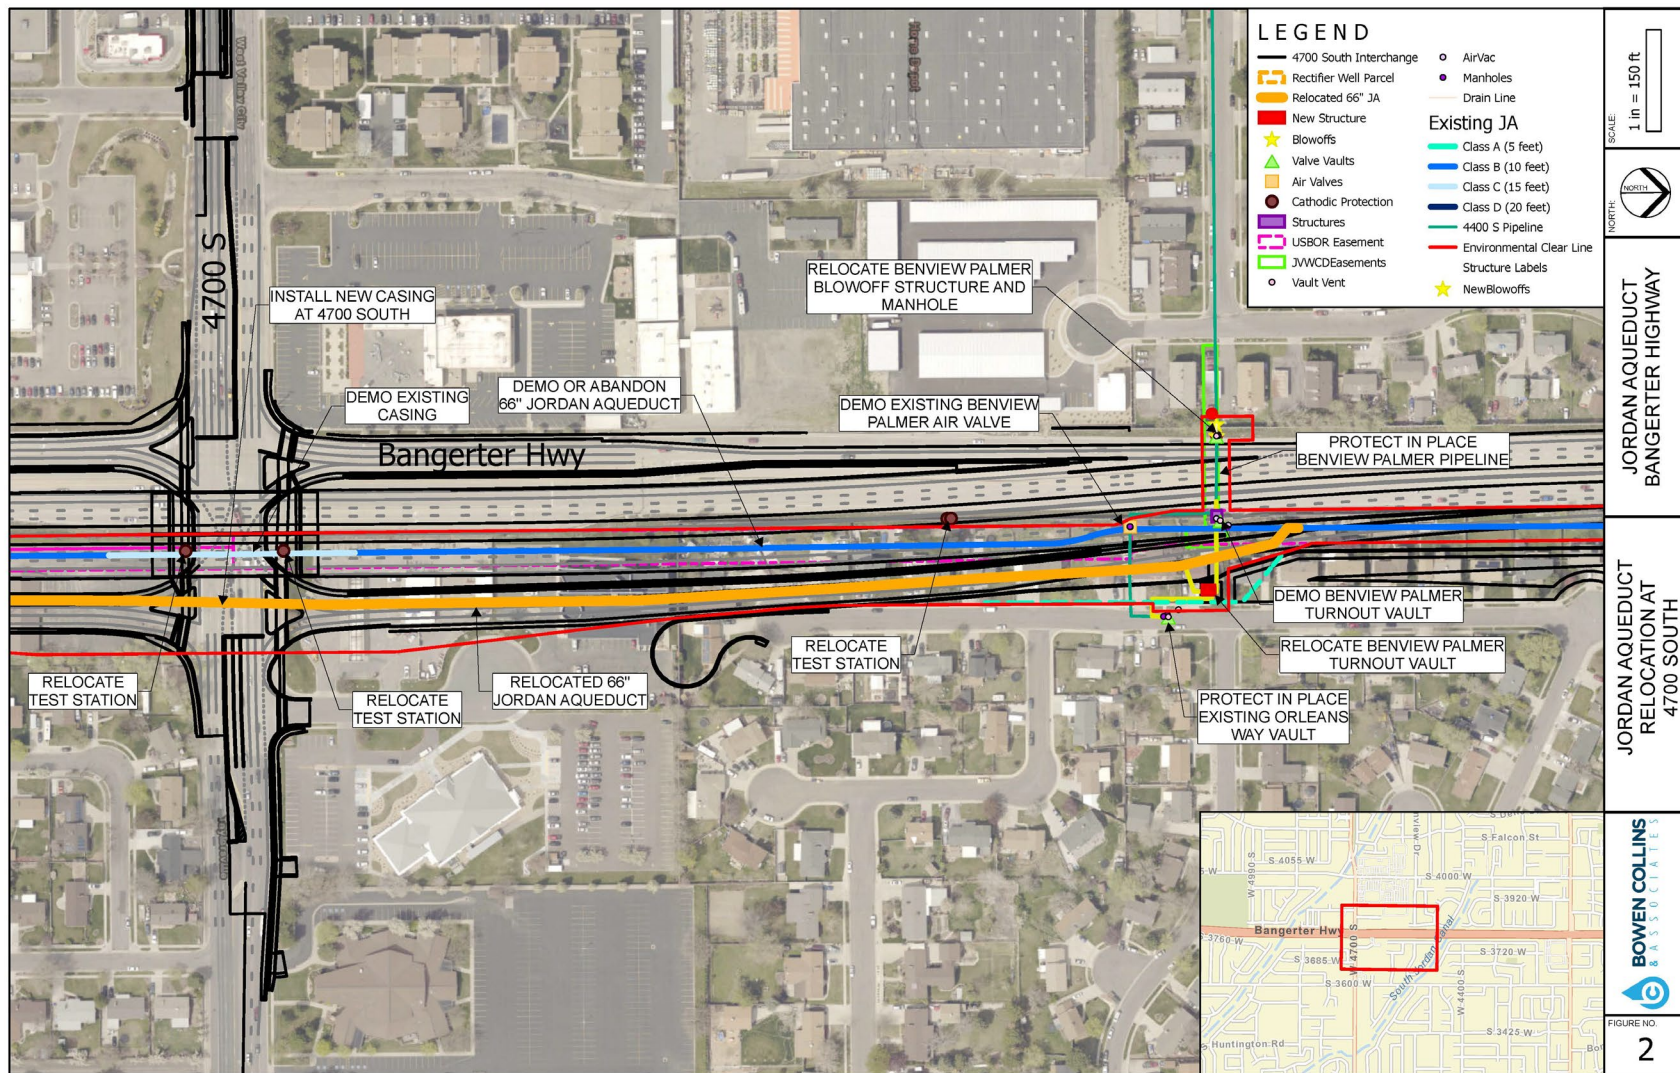 LEGEND
4700 South Interchange
Rectifier Well Parcel
Relocated 66" JA
New Structure
Blowoffs
Valve Vaults
Air Valves
Cathodic Protection
Structures
USBOR Easement
JVWCDEasements
Vault Vent
AirVac
Manholes
Drain Line
Existing JA
Class A (5 feet)
Class B (10 feet)
Class C (15 feet)
Class D (20 feet)
4400 S Pipeline
Environmental Clear Line
Structure Labels
NewBlowoffs
SCALE:
1 in = 150 ft
NORTH:
NORTH
JORDAN AQUEDUCT
BANGERTER HIGHWAY
JORDAN AQUEDUCT
RELOCATION AT
4700 SOUTH
BOWEN COLLINS
& ASSOCIATES
FIGURE NO.
2
West Valley City
Home Depot
4700 S
INSTALL NEW CASING
AT 4700 SOUTH
RELOCATE BENVIEW PALMER
BLOWOFF STRUCTURE AND
MANHOLE
DEMO EXISTING
CASING
DEMO OR ABANDON
66" JORDAN AQUEDUCT
DEMO EXISTING BENVIEW
PALMER AIR VALVE
Bangerter Hwy
PROTECT IN PLACE
BENVIEW PALMER PIPELINE
DEMO BENVIEW PALMER
TURNOUT VAULT
RELOCATE
TEST STATION
RELOCATE BENVIEW PALMER
TURNOUT VAULT
RELOCATE
TEST STATION
RELOCATE
TEST STATION
RELOCATED 66"
JORDAN AQUEDUCT
PROTECT IN PLACE
EXISTING ORLEANS
WAY VAULT
S Falcon St
S 4055 W
W 4990 S
S 4000 W
S 3920 W
Bangerter Hwy
S 3760 W
W 4700 S
S 3685 W
S 3720 W
S 3600 W
South Jordan Canal
W 4400 S
S 3425 W
S Huntington Rd